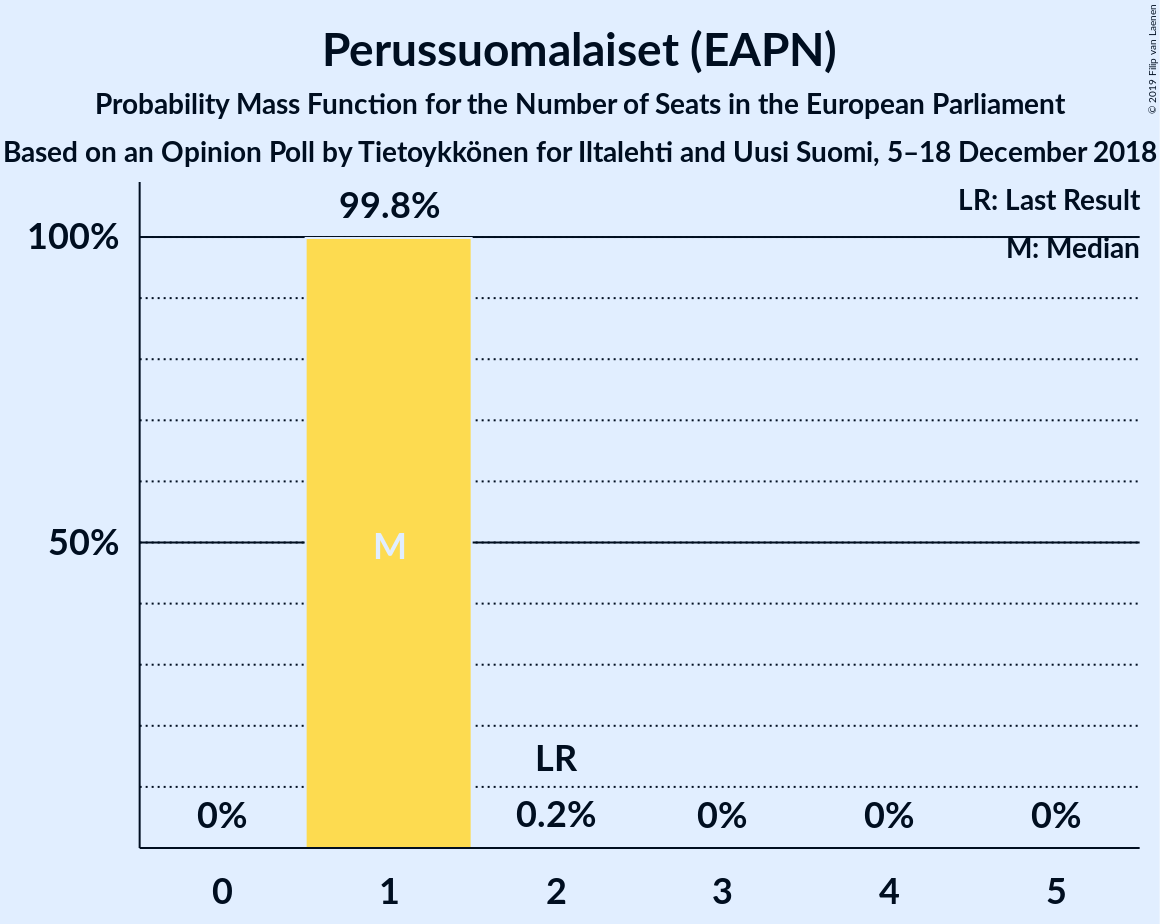 Perussuomalaiset (EAPN)
Probability Mass Function for the Number of Seats in the European Parliament
Based on an Opinion Poll by Tietoykkönen for Iltalehti and Uusi Suomi, 5–18 December 2018
© 2019 Filip van Laenen
LR: Last Result
M: Median
99.8%
100%
50%
M
LR
0%
0.2%
0%
0%
0%
0
1
2
3
4
5